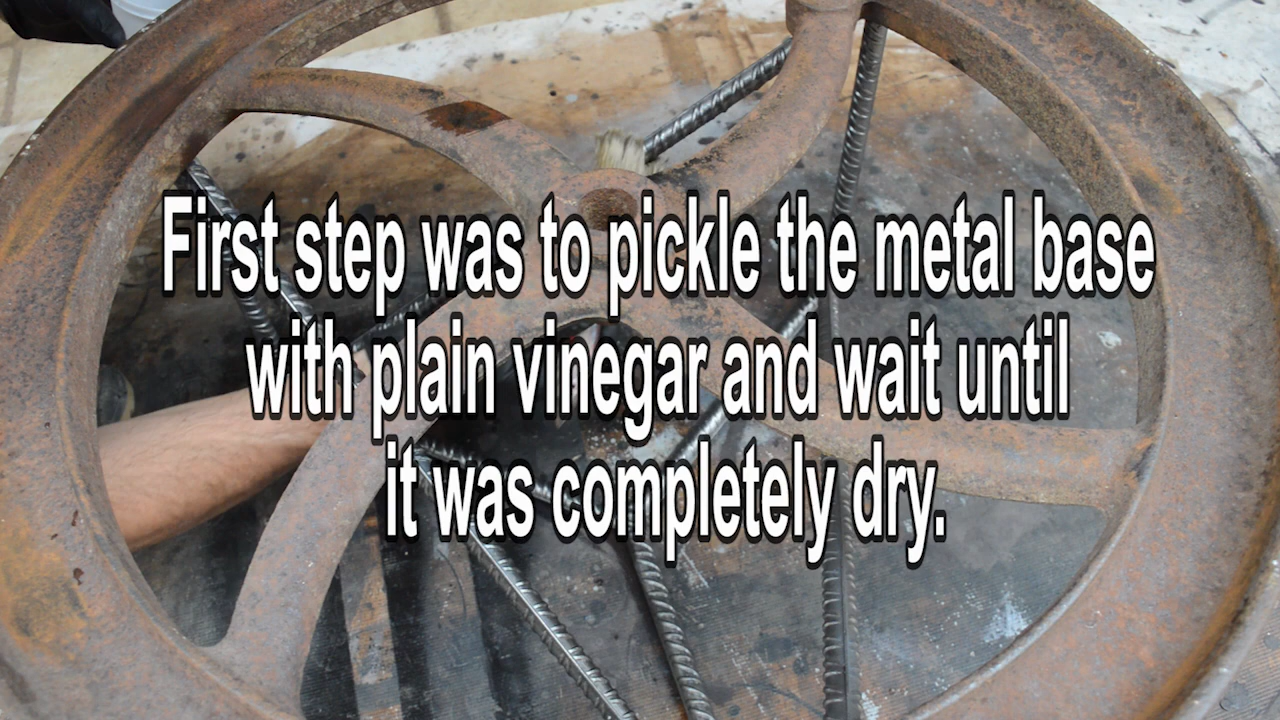 First step was to pickle the metal base
with plain vinegar and wait until
it was completely dry.